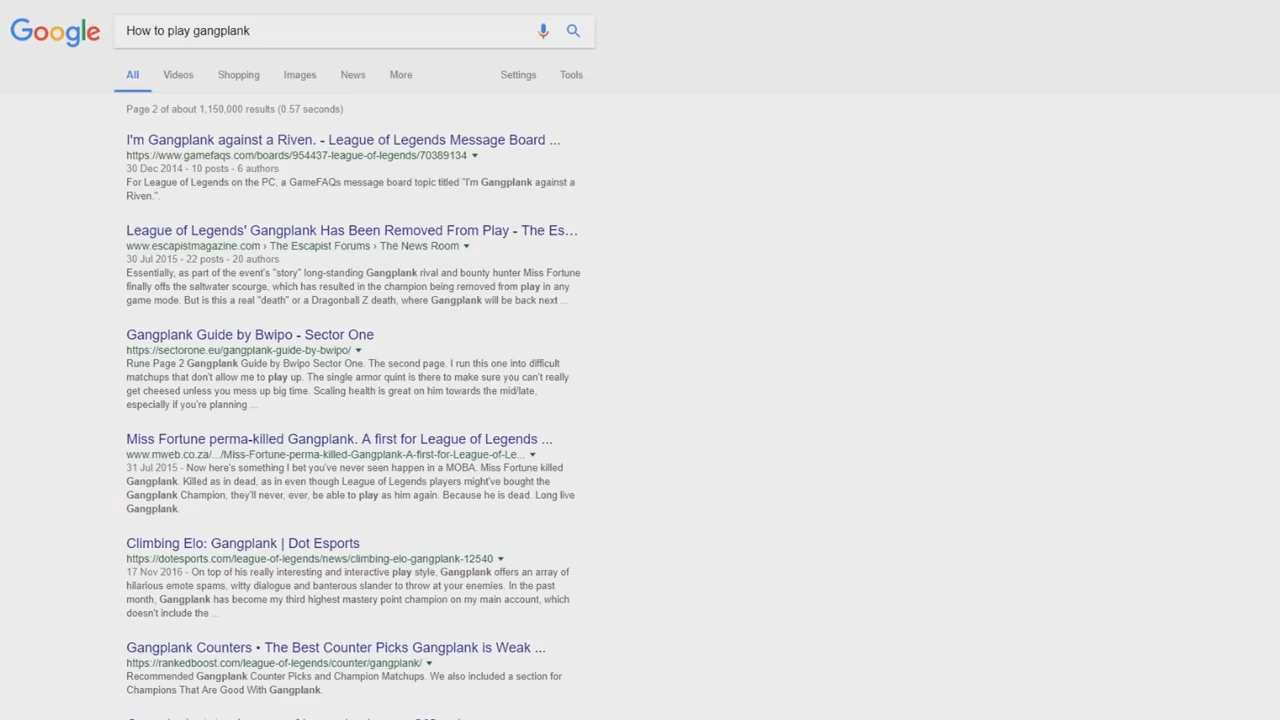 Google
How to play gangplank
All Videos Shopping Images News More Settings Tools
Page 2 of about 1,150,000 results (0.57 seconds)
I'm Gangplank against a Riven. - League of Legends Message Board ...
https://www.gamefaqs.com/boards/954437-league-of-legends/70389134
30 Dec 2014 - 10 posts - 6 authors
For League of Legends on the PC, a GameFAQs message board topic titled "I'm Gangplank against a
Riven.".
League of Legends' Gangplank Has Been Removed From Play - The Es...
www.escapistmagazine.com › The Escapist Forums › The News Room
30 Jul 2015 - 22 posts - 20 authors
Essentially, as part of the event's "story" long-standing Gangplank rival and bounty hunter Miss Fortune
finally offs the saltwater scourge, which has resulted in the champion being removed from play in any
game mode. But is this a real "death" or a Dragonball Z death, where Gangplank will be back next ...
Gangplank Guide by Bwipo - Sector One
https://sectorone.eu/gangplank-guide-by-bwipo/
Rune Page 2 Gangplank Guide by Bwipo Sector One. The second page. I run this one into difficult
matchups that don't allow me to play up. The single armor quint is there to make sure you can't really
get cheesed unless you mess up big time. Scaling health is great on him towards the mid/late,
especially if you're planning ...
Miss Fortune perma-killed Gangplank. A first for League of Legends ...
www.mweb.co.za/.../Miss-Fortune-perma-killed-Gangplank-A-first-for-League-of-Le...
31 Jul 2015 - Now here's something I bet you've never seen happen in a MOBA. Miss Fortune killed
Gangplank. Killed as in dead, as in even though League of Legends players might've bought the
Gangplank Champion, they'll never, ever, be able to play as him again. Because he is dead. Long live
Gangplank.
Climbing Elo: Gangplank | Dot Esports
https://dotesports.com/league-of-legends/news/climbing-elo-gangplank-12540
17 Nov 2016 - On top of his really interesting and interactive play style, Gangplank offers an array of
hilarious emote spams, witty dialogue and banterous slander to throw at your enemies. In the past
month, Gangplank has become my third highest mastery point champion on my main account, which
doesn't include the ...
Gangplank Counters • The Best Counter Picks Gangplank is Weak ...
https://rankedboost.com/league-of-legends/counter/gangplank/
Recommended Gangplank Counter Picks and Champion Matchups. We also included a section for
Champions That Are Good With Gangplank.